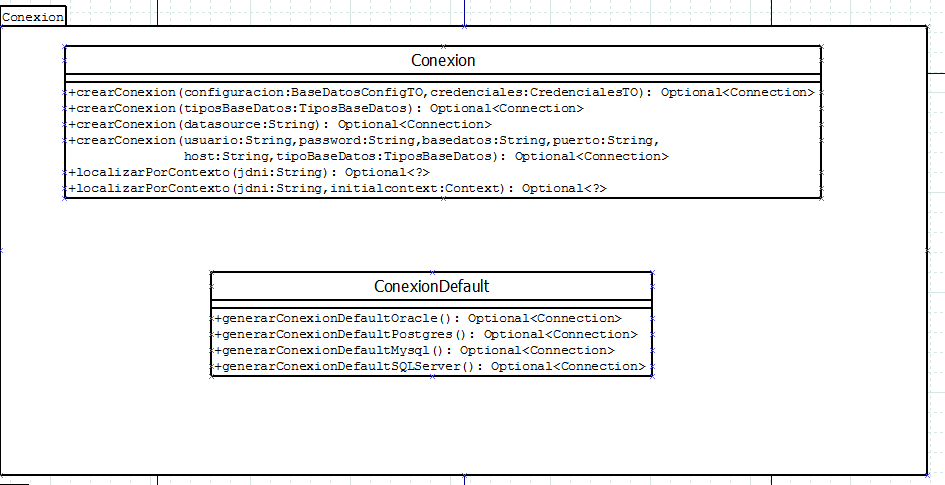 Conexion
Conexion
+crearConexion(configuracion:BaseDatosConfigTO,credenciales:CredencialesTO): Optional<Connection>
+crearConexion(tiposBaseDatos:TiposBaseDatos): Optional<Connection>
+crearConexion(datasource:String): Optional<Connection>
+crearConexion(usuario:String,password:String,basedatos:String,puerto:String,
host:String,tipoBaseDatos:TiposBaseDatos): Optional<Connection>
+localizarPorContexto(jdni:String): Optional<?>
+localizarPorContexto(jdni:String,initialcontext:Context): Optional<?>
ConexionDefault
+generarConexionDefaultOracle(): Optional<Connection>
+generarConexionDefaultPostgres(): Optional<Connection>
+generarConexionDefaultMysql(): Optional<Connection>
+generarConexionDefaultSQLServer(): Optional<Connection>